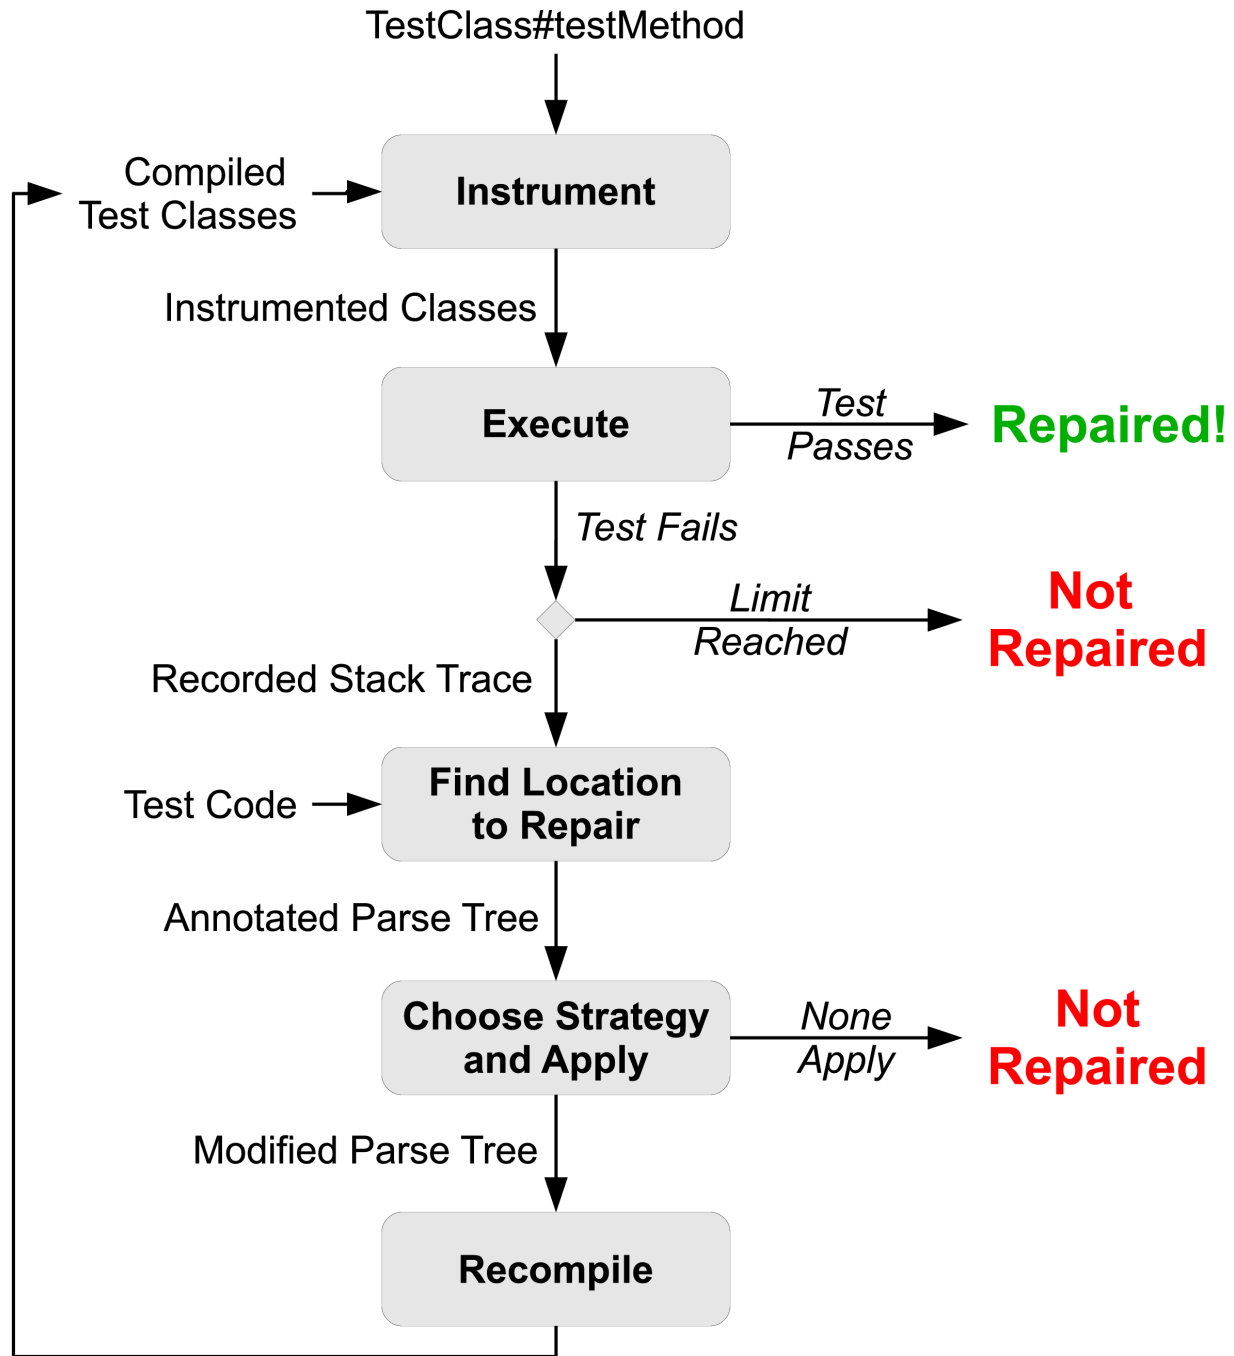 TestClass#testMethod
Compiled
Test Classes
Instrument
Instrumented Classes
Execute
Test
Passes
Repaired!
Test Fails
Limit
Reached
Not
Repaired
Recorded Stack Trace
Test Code
Find Location
to Repair
Annotated Parse Tree
Choose Strategy
and Apply
None
Apply
Not
Repaired
Modified Parse Tree
Recompile